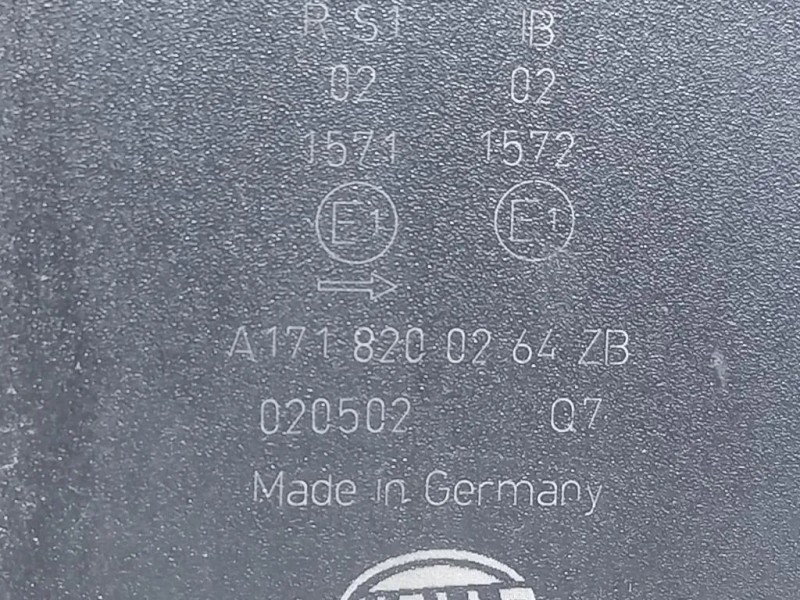 R S1 IB
02 02
1571 1572
E1 E1
A 171 820 02 64 ZB
020502 Q7
Made in Germany